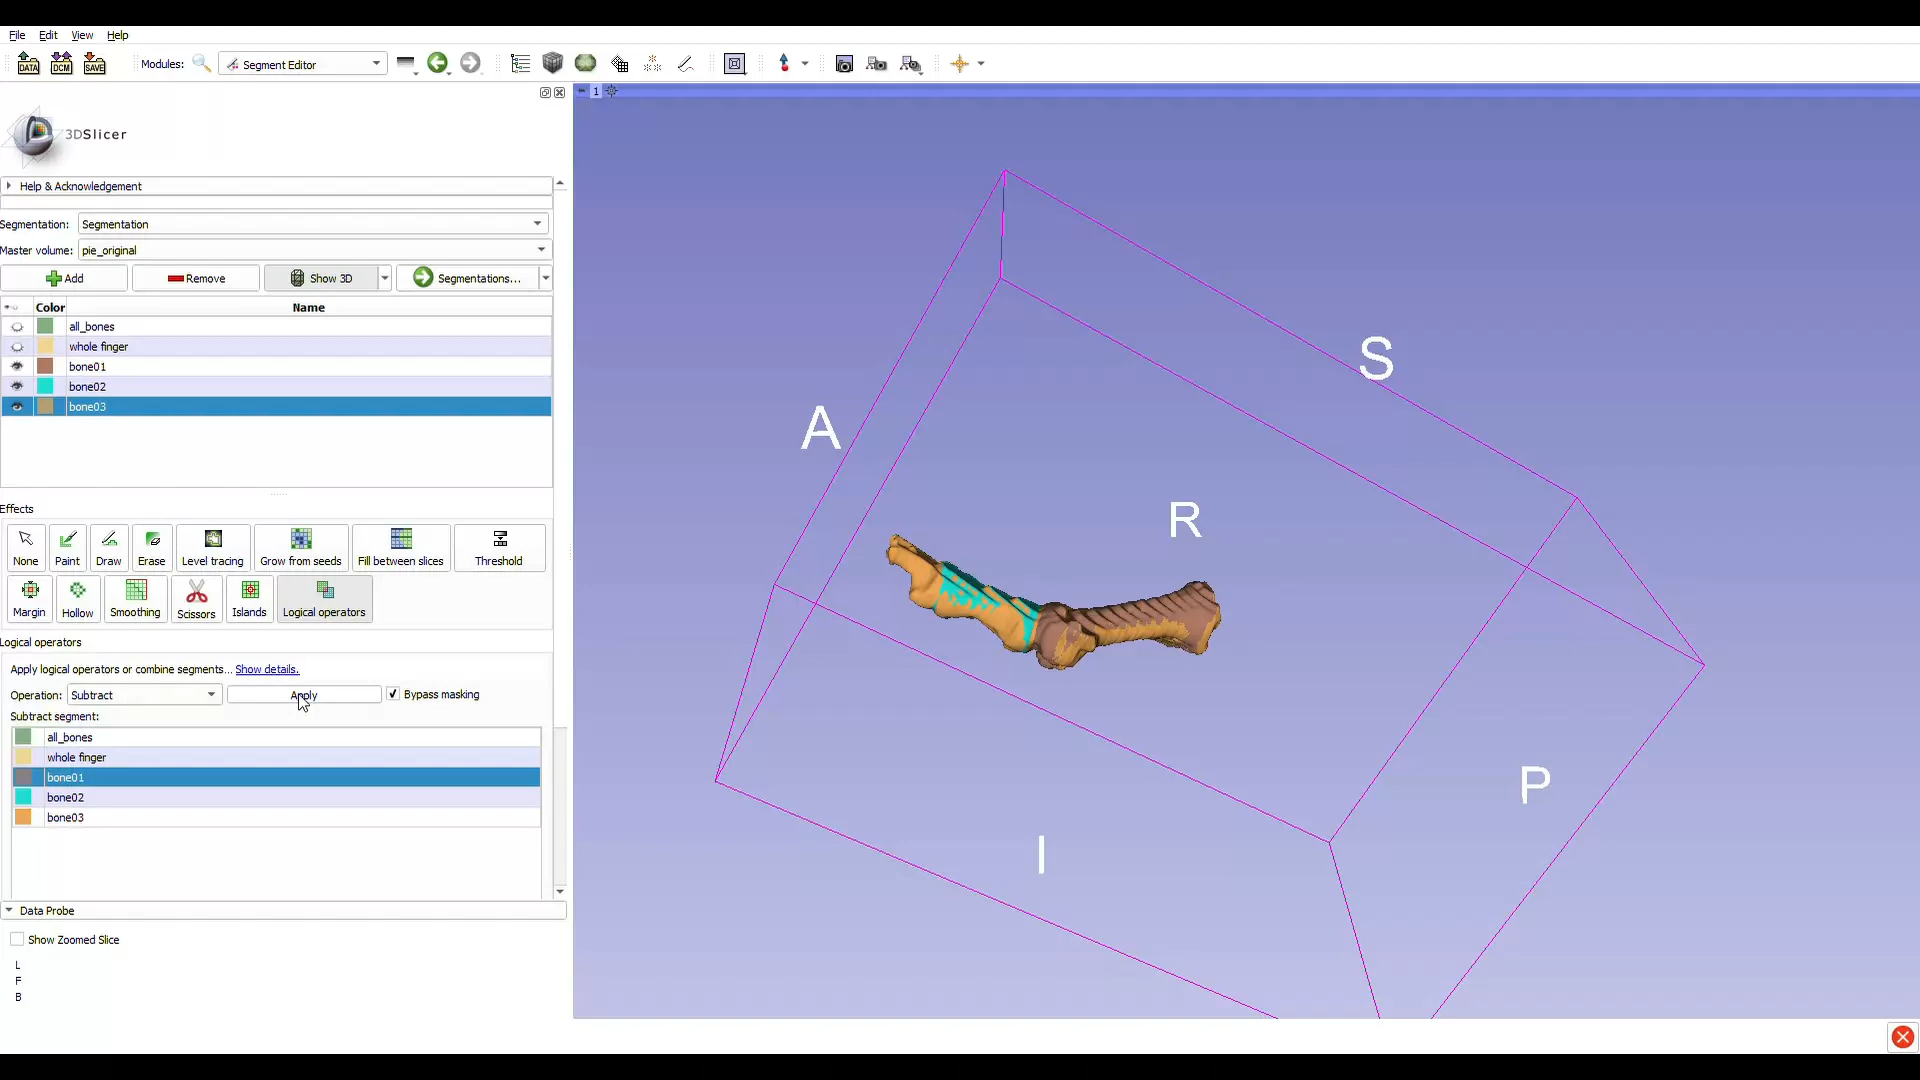 File Edit View Help
DATA DCM SAVE Modules: Segment Editor
1
3DSlicer
Help & Acknowledgement
Segmentation: Segmentation
Master volume: pie_original
Add Remove Show 3D Segmentations...
Color Name
all_bones
whole finger
bone01
bone02
bone03
Effects
None Paint Draw Erase Level tracing Grow from seeds Fill between slices Threshold
Margin Hollow Smoothing Scissors Islands Logical operators
Logical operators
Apply logical operators or combine segments... Show details.
Operation: Subtract Apply Bypass masking
Subtract segment:
all_bones
whole finger
bone01
bone02
bone03
Data Probe
Show Zoomed Slice
L
F
B
S
A
R
P
I